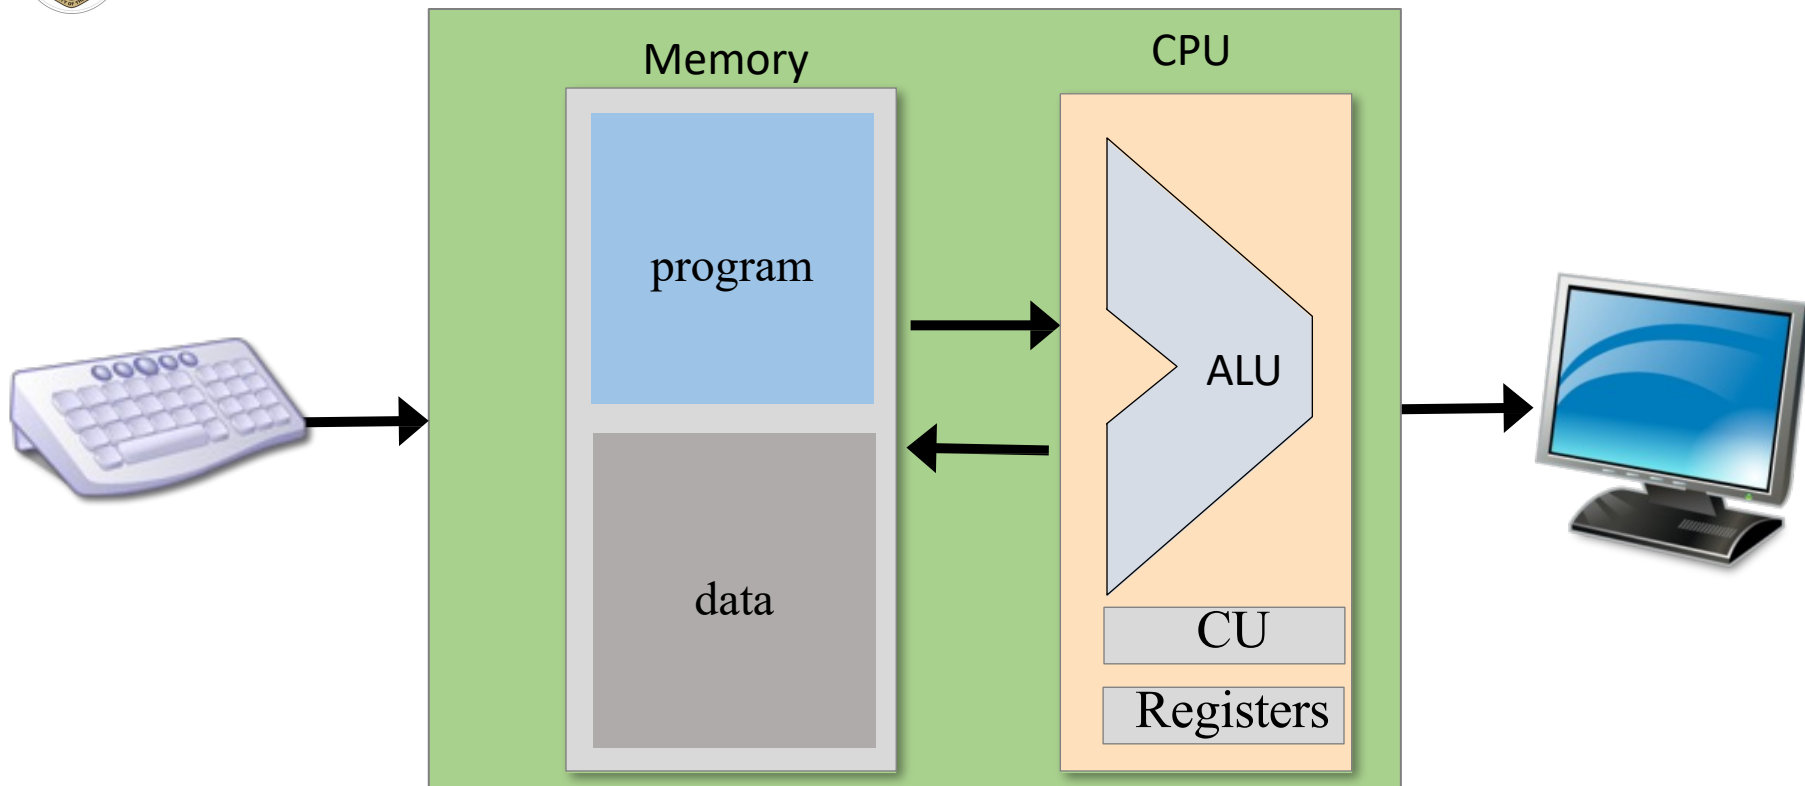 Memory
CPU
program
ALU
data
CU
Registers